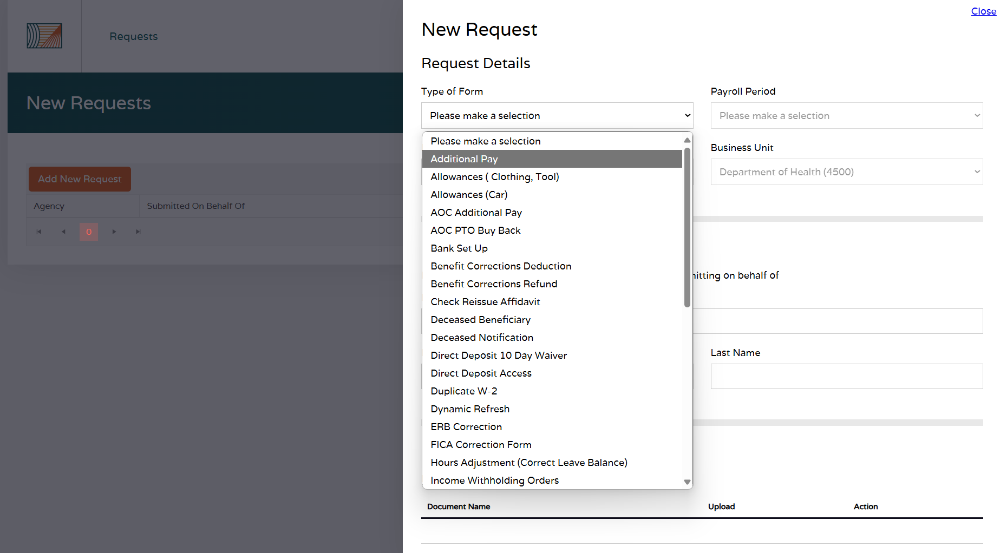 Close
Requests
New Requests
Add New Request
Agency
Submitted On Behalf Of
0
New Request
Request Details
Type of Form
Payroll Period
Please make a selection
Please make a selection
Business Unit
Department of Health (4500)
Please make a selection
Additional Pay
Allowances ( Clothing, Tool)
Allowances (Car)
AOC Additional Pay
AOC PTO Buy Back
Bank Set Up
Benefit Corrections Deduction
Benefit Corrections Refund
Check Reissue Affidavit
Deceased Beneficiary
Deceased Notification
Direct Deposit 10 Day Waiver
Direct Deposit Access
Duplicate W-2
Dynamic Refresh
ERB Correction
FICA Correction Form
Hours Adjustment (Correct Leave Balance)
Income Withholding Orders
on behalf of
Last Name
Document Name
Upload
Action